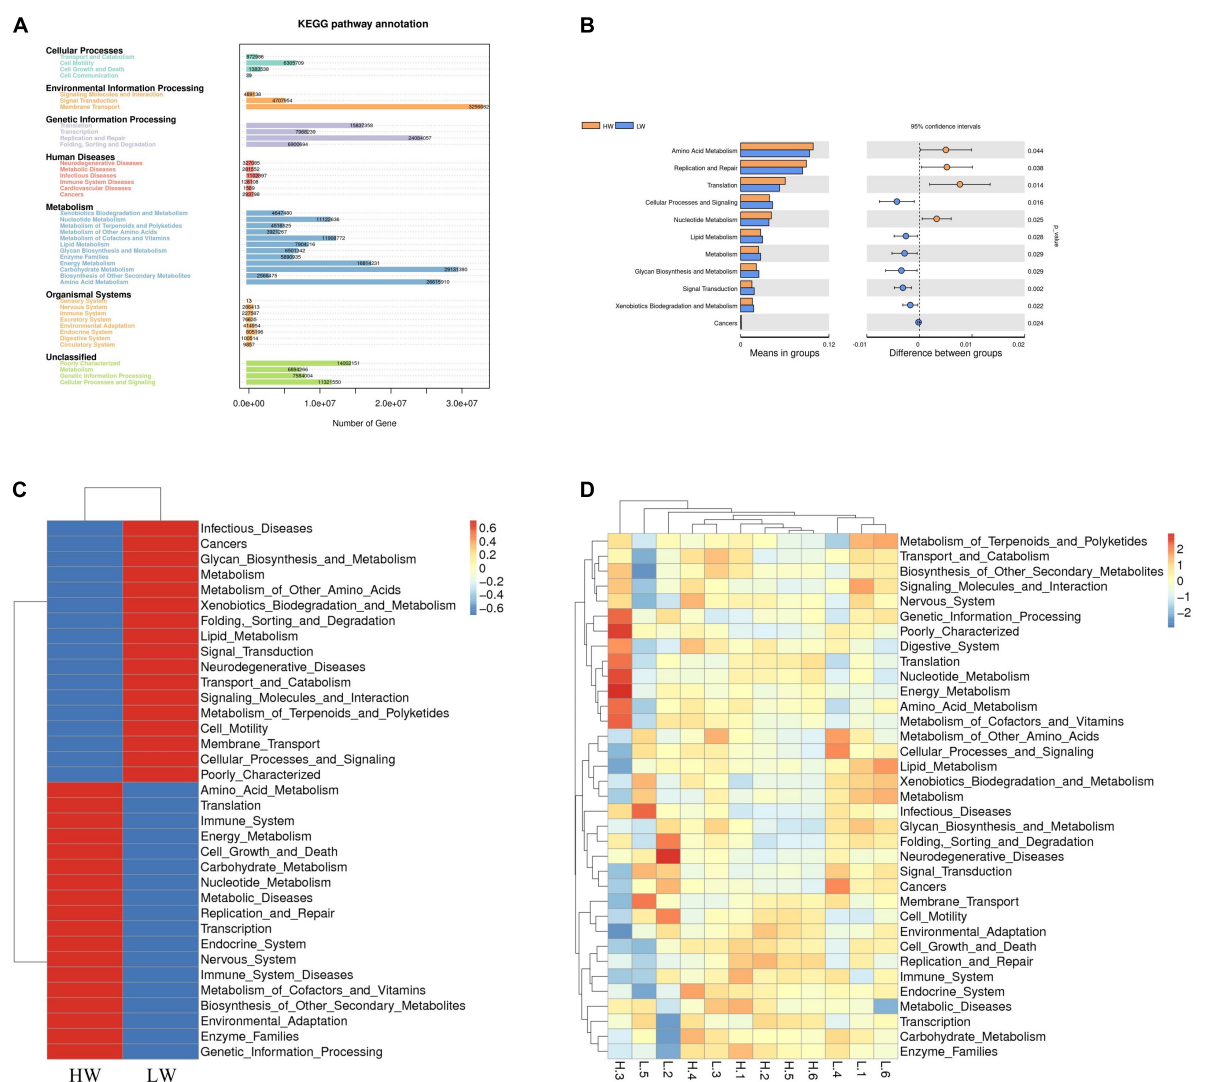 A
KEGG pathway annotation
Cellular Processes
Transport and Catabolism
Cell Motility 6305709
Cell Growth and Death
Cell Communication
Environmental Information Processing
Signaling Molecules and Interaction
Signal Transduction 4707954
Membrane Transport
Genetic Information Processing
Translation
Transcription
Replication and Repair
Folding, Sorting and Degradation
Human Diseases
Neurodegenerative Diseases
Metabolic Diseases
Infectious Diseases
Immune System Diseases
Cardiovascular Diseases
Cancers
Metabolism
Xenobiotics Biodegradation and Metabolism
Nucleotide Metabolism
Metabolism of Terpenoids and Polyketides
Metabolism of Other Amino Acids
Metabolism of Cofactors and Vitamins
Lipid Metabolism
Glycan Biosynthesis and Metabolism
Enzyme Families
Energy Metabolism
Carbohydrate Metabolism
Biosynthesis of Other Secondary Metabolites
Amino Acid Metabolism
Organismal Systems
Sensory System
Nervous System
Immune System
Excretory System
Environmental Adaptation
Endocrine System
Digestive System
Circulatory System
Unclassified
Poorly Characterized 14002151
Metabolism
Genetic Information Processing
Cellular Processes and Signaling 11321550
0.0e+00 1.0e+07 2.0e+07 3.0e+07
Number of Gene
B
HW LW
95% confidence intervals
Amino Acid Metabolism 0.044
Replication and Repair 0.038
Translation 0.014
Cellular Processes and Signaling 0.016
Nucleotide Metabolism 0.025
Lipid Metabolism 0.028
Metabolism 0.029
Glycan Biosynthesis and Metabolism 0.029
Signal Transduction 0.002
Xenobiotics Biodegradation and Metabolism 0.022
Cancers 0.024
p_value
0 0.12 -0.01 0 0.01 0.02
Means in groups Difference between groups
C
Infectious_Diseases
Cancers
Glycan_Biosynthesis_and_Metabolism
Metabolism
Metabolism_of_Other_Amino_Acids
Xenobiotics_Biodegradation_and_Metabolism
Folding,_Sorting_and_Degradation
Lipid_Metabolism
Signal_Transduction
Neurodegenerative_Diseases
Transport_and_Catabolism
Signaling_Molecules_and_Interaction
Metabolism_of_Terpenoids_and_Polyketides
Cell_Motility
Membrane_Transport
Cellular_Processes_and_Signaling
Poorly_Characterized
Amino_Acid_Metabolism
Translation
Immune_System
Energy_Metabolism
Cell_Growth_and_Death
Carbohydrate_Metabolism
Nucleotide_Metabolism
Metabolic_Diseases
Replication_and_Repair
Transcription
Endocrine_System
Nervous_System
Immune_System_Diseases
Metabolism_of_Cofactors_and_Vitamins
Biosynthesis_of_Other_Secondary_Metabolites
Environmental_Adaptation
Enzyme_Families
Genetic_Information_Processing
HW LW
0.6
0.4
0.2
0
−0.2
−0.4
−0.6
D
Metabolism_of_Terpenoids_and_Polyketides
Transport_and_Catabolism
Biosynthesis_of_Other_Secondary_Metabolites
Signaling_Molecules_and_Interaction
Nervous_System
Genetic_Information_Processing
Poorly_Characterized
Digestive_System
Translation
Nucleotide_Metabolism
Energy_Metabolism
Amino_Acid_Metabolism
Metabolism_of_Cofactors_and_Vitamins
Metabolism_of_Other_Amino_Acids
Cellular_Processes_and_Signaling
Lipid_Metabolism
Xenobiotics_Biodegradation_and_Metabolism
Metabolism
Infectious_Diseases
Glycan_Biosynthesis_and_Metabolism
Folding,_Sorting_and_Degradation
Neurodegenerative_Diseases
Signal_Transduction
Cancers
Membrane_Transport
Cell_Motility
Environmental_Adaptation
Cell_Growth_and_Death
Replication_and_Repair
Immune_System
Endocrine_System
Metabolic_Diseases
Transcription
Carbohydrate_Metabolism
Enzyme_Families
H.3 L.5 L.2 H.4 L.3 H.1 H.2 H.5 H.6 L.4 L.1 L.6
2
1
0
−1
−2